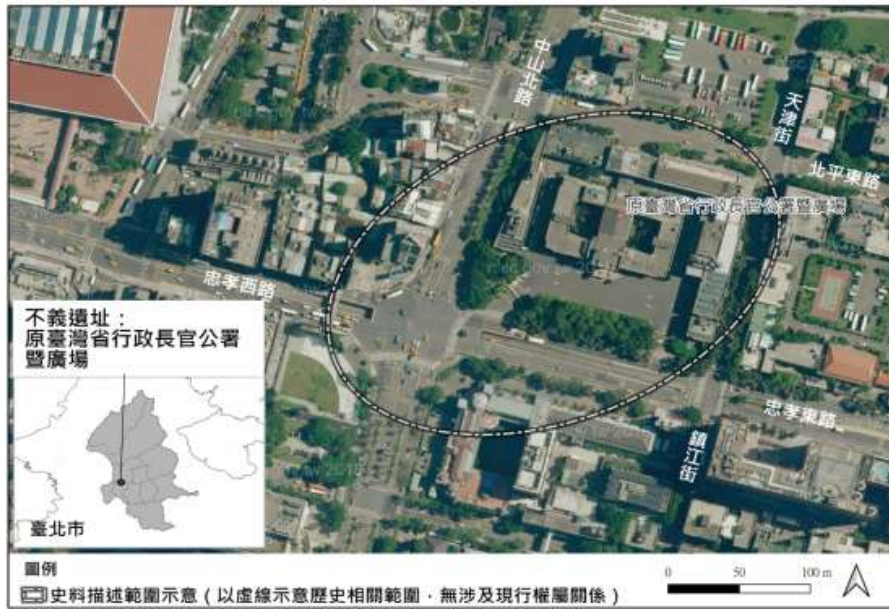 中山北路
天津街
北平東路
原臺灣省行政長官公署暨廣場
忠孝西路
不義遺址：
原臺灣省行政長官公署
暨廣場
忠孝東路
鎮江街
臺北市
圖例
史料描述範圍示意（以虛線示意歷史相關範圍，無涉及現行權屬關係）
0 50 100 m